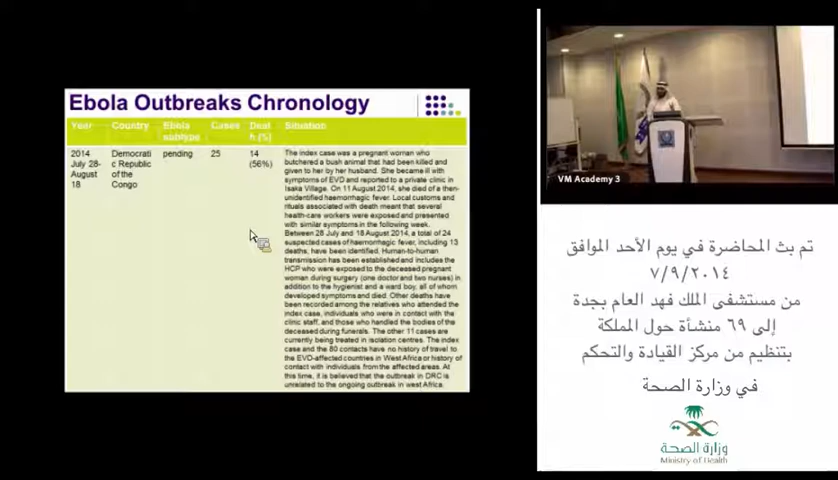 Ebola Outbreaks Chronology
Year Country Ebola subtype Cases Death (%) Situation
2014 July 28-August 18
Democratic Republic of the Congo
pending
25
14 (56%)
The index case was a pregnant woman who
butchered a bush animal that had been killed and
given to her by her husband. She became ill with
symptoms of EVD and reported to a private clinic in
Isaka Village. On 11 August 2014, she died of a then-
unidentified haemorrhagic fever. Local customs and
rituals associated with death meant that several
health-care workers were exposed and presented
with similar symptoms in the following week.
Between 28 July and 18 August 2014, a total of 24
suspected cases of haemorrhagic fever, including 13
deaths, have been identified. Human-to-human
transmission has been established and includes the
HCP who were exposed to the deceased pregnant
woman during surgery (one doctor and two nurses) in
addition to the hygienist and a ward boy, all of whom
developed symptoms and died. Other deaths have
been recorded among the relatives who attended the
index case, individuals who were in contact with the
clinic staff, and those who handled the bodies of the
deceased during funerals. The other 11 cases are
currently being treated in isolation centres. The index
case and the 80 contacts have no history of travel to
the EVD-affected countries in West Africa or history of
contact with individuals from the affected areas. At
this time, it is believed that the outbreak in DRC is
unrelated to the ongoing outbreak in west Africa.
VM Academy 3
تم بث المحاضرة في يوم الأحد الموافق
٧/٩/٢٠١٤
من مستشفى الملك فهد العام بجدة
إلى ٦٩ منشأة حول المملكة
بتنظيم من مركز القيادة والتحكم
في وزارة الصحة
وزارة الصحة
Ministry of Health